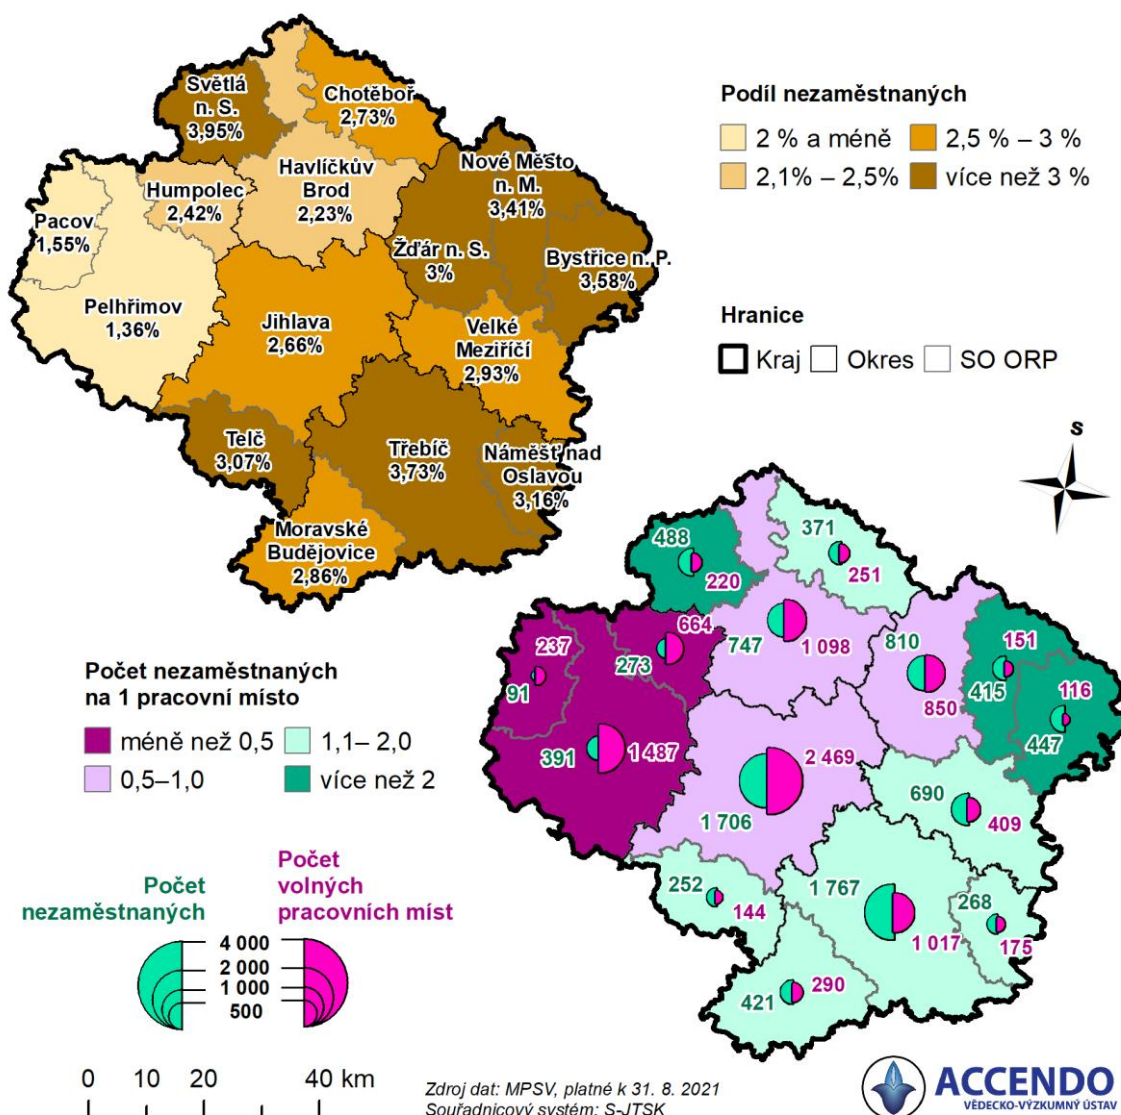 Světlá
n. S.
3,95%
Chotěboř
2,73%
Nové Město
n. M.
3,41%
Havlíčkův
Brod
2,23%
Humpolec
2,42%
Pacov
1,55%
Žďár n. S.
3%
Bystřice n. P.
3,58%
Pelhřimov
1,36%
Jihlava
2,66%
Velké
Meziříčí
2,93%
Telč
3,07%
Třebíč
3,73%
Náměšť nad
Oslavou
3,16%
Moravské
Budějovice
2,86%
Podíl nezaměstnaných
2 % a méně
2,5 % – 3 %
2,1% – 2,5%
více než 3 %
Hranice
Kraj
Okres
SO ORP
S
Počet nezaměstnaných
na 1 pracovní místo
méně než 0,5
1,1– 2,0
0,5–1,0
více než 2
Počet
nezaměstnaných
Počet
volných
pracovních míst
4 000
2 000
1 000
500
488
220
371
251
664
273
747
1 098
810
850
151
415
116
447
237
91
391
1 487
2 469
1 706
690
409
252
144
1 767
1 017
268
175
421
290
0 10 20 40 km
Zdroj dat: MPSV, platné k 31. 8. 2021
Souřadnicový systém: S-JTSK
ACCENDO
VĚDECKO-VÝZKUMNÝ ÚSTAV